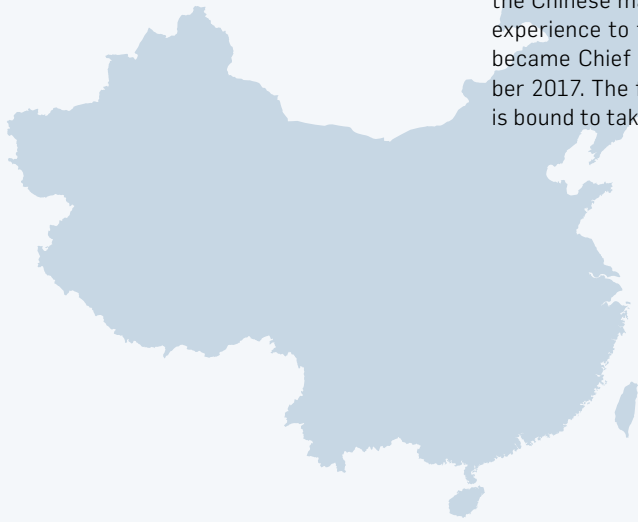 the Chinese
experience to
became Chief
ber 2017. The
is bound to